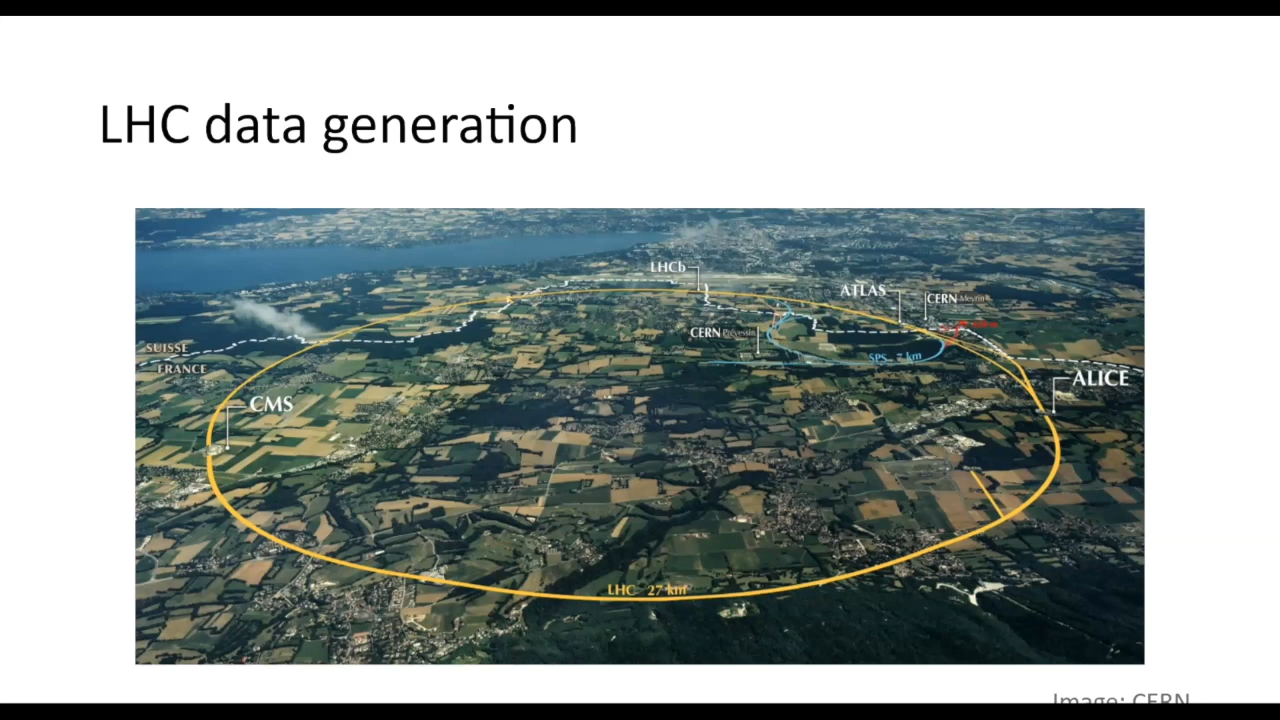 LHC data generation
LHCb
ATLAS
CERN Meyrin
CERN Prévessin
SUISSE
FRANCE
SPS 7 km
ALICE
CMS
LHC 27 km
Image: CERN